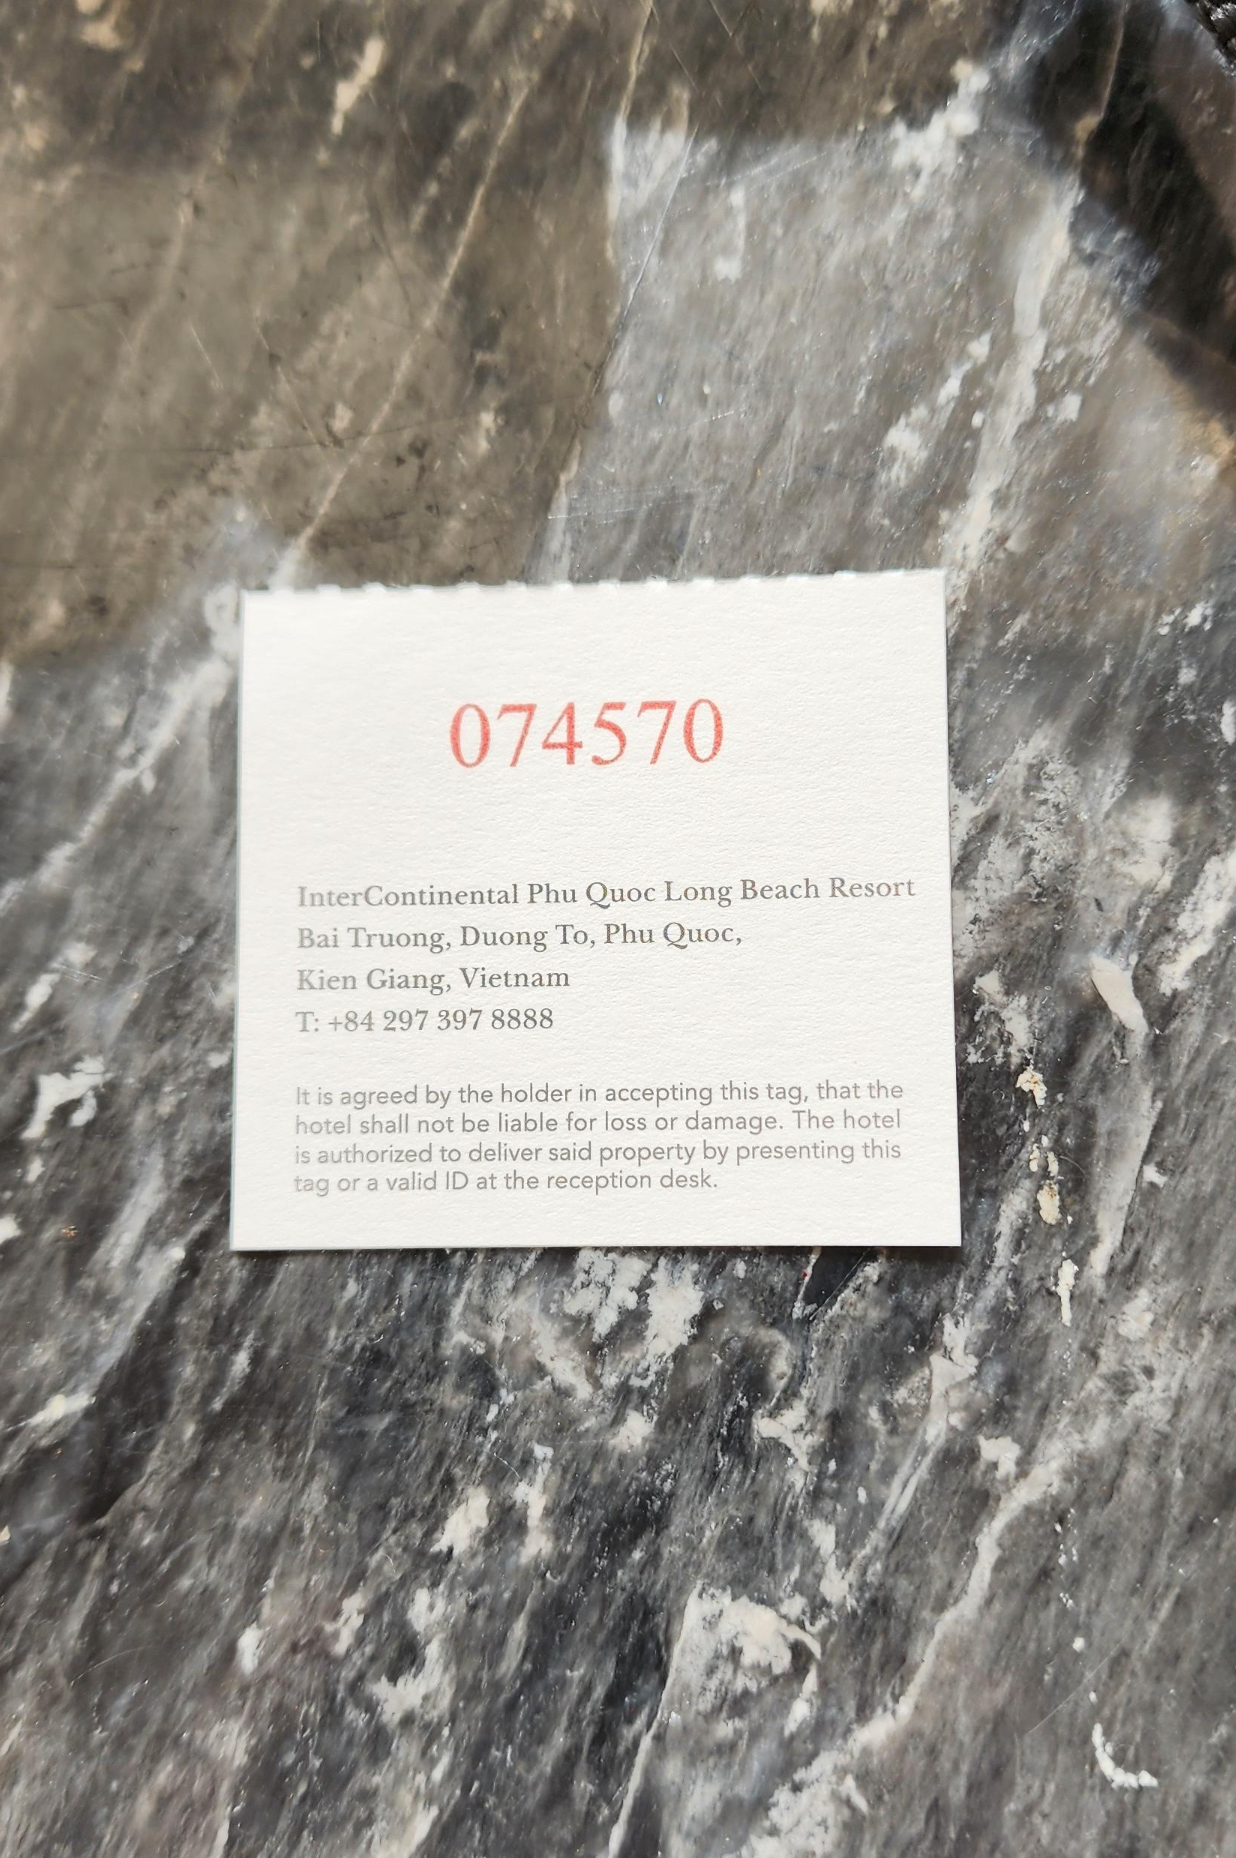 074570
InterContinental Phu Quoc Long Beach Resort
Bai Truong, Duong To, Phu Quoc,
Kien Giang, Vietnam
T: +84 297 397 8888
It is agreed by the holder in accepting this tag, that the
hotel shall not be liable for loss or damage. The hotel
is authorized to deliver said property by presenting this
tag or a valid ID at the reception desk.